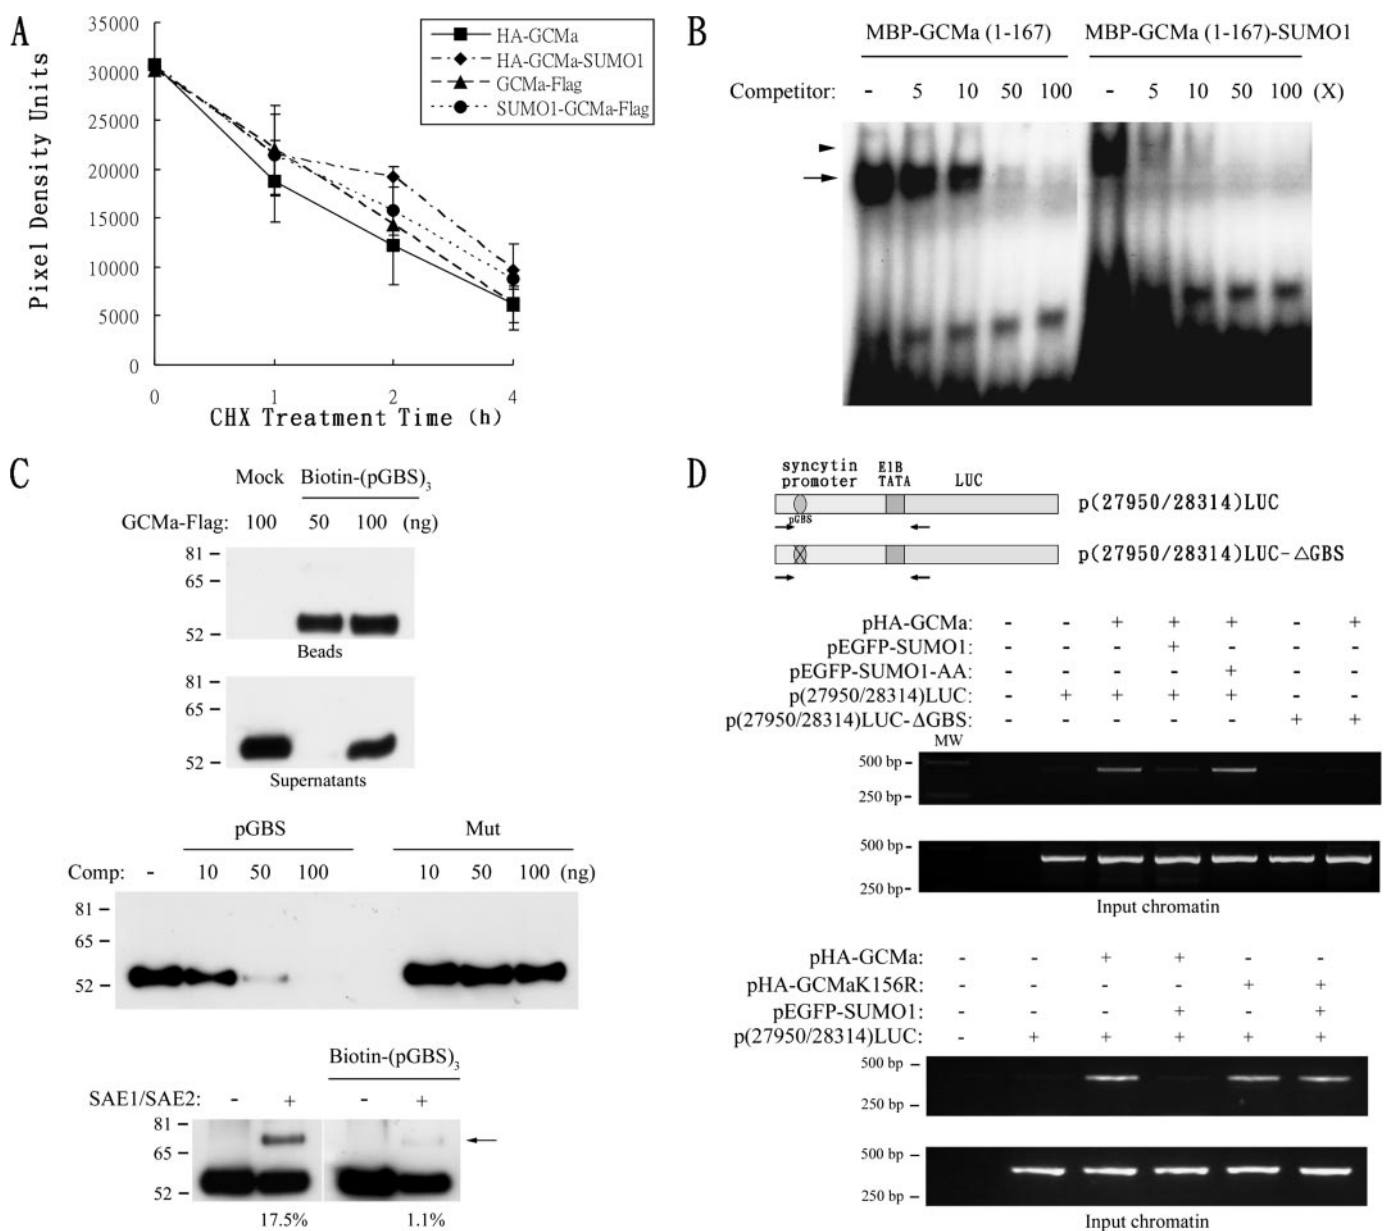 A
35000
30000
25000
20000
15000
10000
5000
0
Pixel Density Units
HA-GCMa
HA-GCMa-SUMO1
GCMa-Flag
SUMO1-GCMa-Flag
0 1 2 4
CHX Treatment Time (h)
B
MBP-GCMa (1-167) MBP-GCMa (1-167)-SUMO1
Competitor: - 5 10 50 100 - 5 10 50 100 (X)
C
Mock Biotin-(pGBS)3
GCMa-Flag: 100 50 100 (ng)
81
65
52
Beads
81
65
52
Supernatants
pGBS Mut
Comp: - 10 50 100 10 50 100 (ng)
81
65
52
Biotin-(pGBS)3
SAE1/SAE2: - + - +
81
65
52
17.5% 1.1%
D
syncytin promoter E1B TATA LUC
pGBS
p(27950/28314)LUC
p(27950/28314)LUC-△GBS
pHA-GCMa: - - + + + - +
pEGFP-SUMO1: - - - + - - -
pEGFP-SUMO1-AA: - - - - + - -
p(27950/28314)LUC: - + + + + - -
p(27950/28314)LUC-ΔGBS: - - - - - + +
MW
500 bp
250 bp
500 bp
250 bp
Input chromatin
pHA-GCMa: - - + + - -
pHA-GCMaK156R: - - - - + +
pEGFP-SUMO1: - - - + - +
p(27950/28314)LUC: - + + + + +
500 bp
250 bp
500 bp
250 bp
Input chromatin